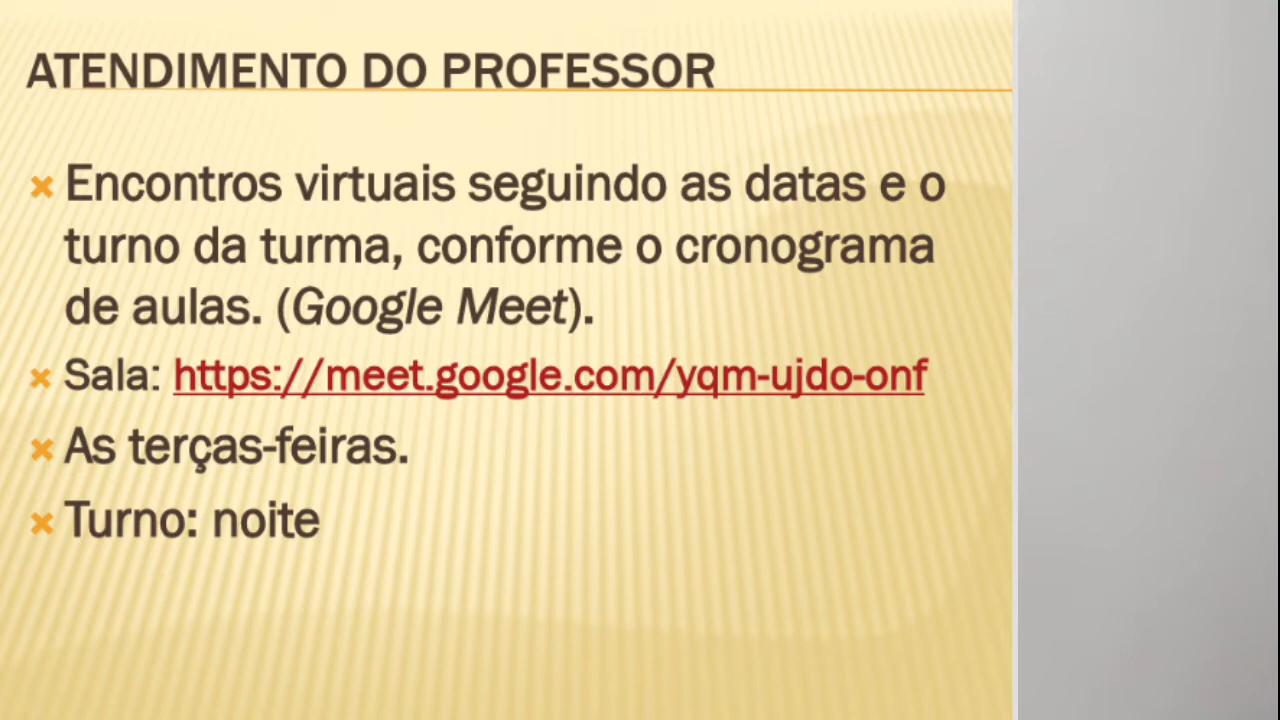 ATENDIMENTO DO PROFESSOR
Encontros virtuais seguindo as datas e o
turno da turma, conforme o cronograma
de aulas. (Google Meet).
Sala: https://meet.google.com/yqm-ujdo-onf
As terças-feiras.
Turno: noite